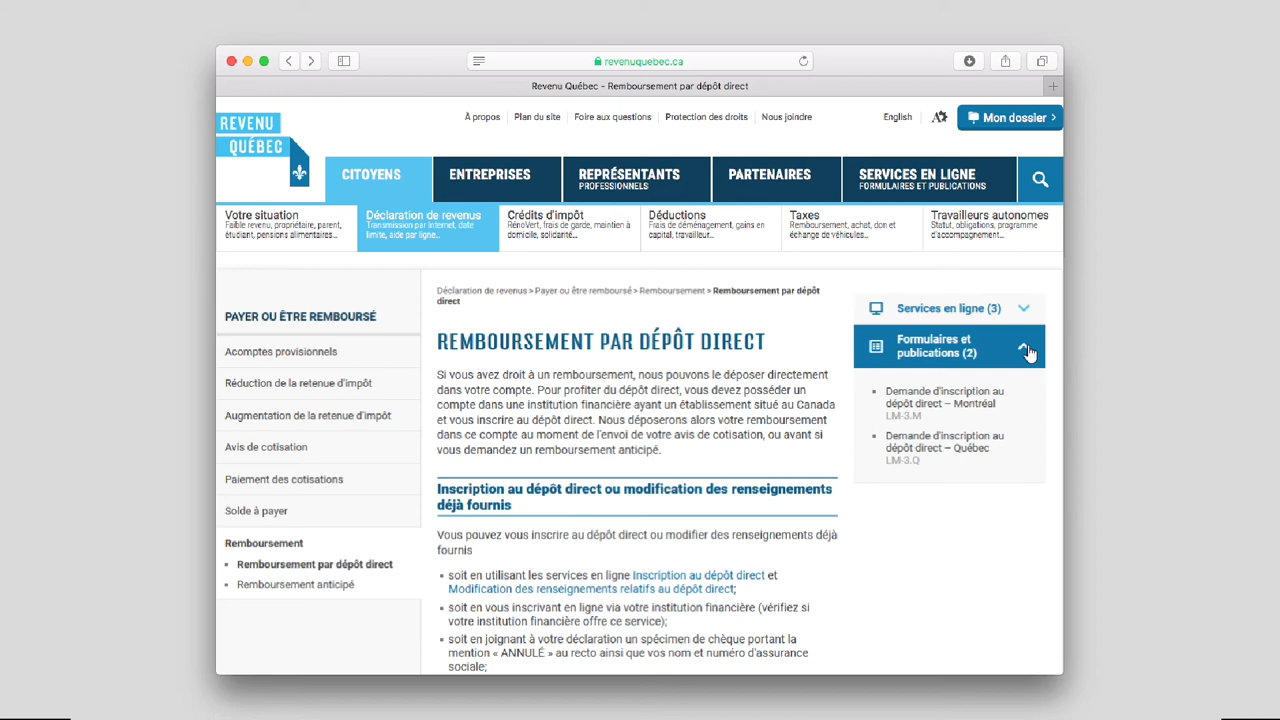 revenuquebec.ca
Revenu Québec - Remboursement par dépôt direct
À propos
Plan du site
Foire aux questions
Protection des droits
Nous joindre
English
Mon dossier
REVENU
QUÉBEC
CITOYENS
ENTREPRISES
REPRÉSENTANTS
PROFESSIONNELS
PARTENAIRES
SERVICES EN LIGNE
FORMULAIRES ET PUBLICATIONS
Votre situation
Faible revenu, propriétaire, parent,
étudiant, pensions alimentaires...
Déclaration de revenus
Transmission par Internet, date
limite, aide par ligne...
Crédits d'impôt
RénoVert, frais de garde, maintien à
domicile, solidarité...
Déductions
Frais de déménagement, gains en
capital, travailleur...
Taxes
Remboursement, achat, don et
échange de véhicules...
Travailleurs autonomes
Statut, obligations, programme
d'accompagnement...
PAYER OU ÊTRE REMBOURSÉ
Acomptes provisionnels
Réduction de la retenue d'impôt
Augmentation de la retenue d'impôt
Avis de cotisation
Paiement des cotisations
Solde à payer
Remboursement
Remboursement par dépôt direct
Remboursement anticipé
Déclaration de revenus > Payer ou être remboursé > Remboursement > Remboursement par dépôt
direct
REMBOURSEMENT PAR DÉPÔT DIRECT
Si vous avez droit à un remboursement, nous pouvons le déposer directement
dans votre compte. Pour profiter du dépôt direct, vous devez posséder un
compte dans une institution financière ayant un établissement situé au Canada
et vous inscrire au dépôt direct. Nous déposerons alors votre remboursement
dans ce compte au moment de l'envoi de votre avis de cotisation, ou avant si
vous demandez un remboursement anticipé.
Inscription au dépôt direct ou modification des renseignements
déjà fournis
Vous pouvez vous inscrire au dépôt direct ou modifier des renseignements déjà
fournis
soit en utilisant les services en ligne Inscription au dépôt direct et
Modification des renseignements relatifs au dépôt direct;
soit en vous inscrivant en ligne via votre institution financière (vérifiez si
votre institution financière offre ce service);
soit en joignant à votre déclaration un spécimen de chèque portant la
mention « ANNULÉ » au recto ainsi que vos nom et numéro d'assurance
sociale;
Services en ligne (3)
Formulaires et
publications (2)
Demande d'inscription au
dépôt direct – Montréal
LM-3.M
Demande d'inscription au
dépôt direct – Québec
LM-3.Q